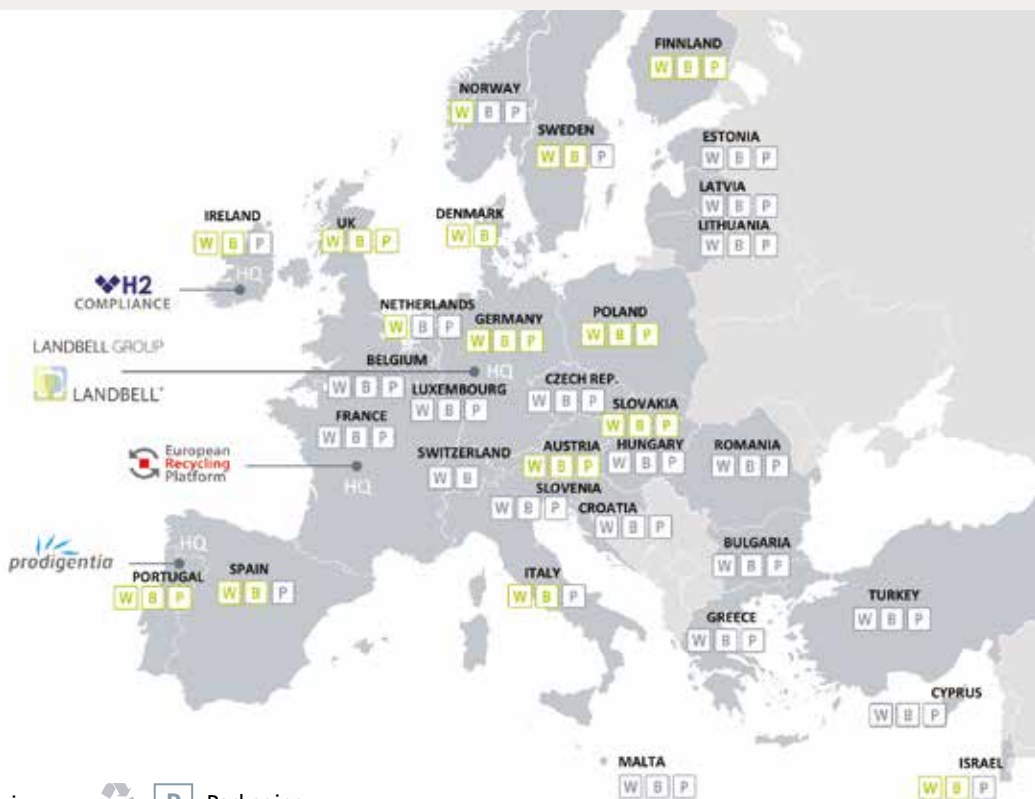 FINNLAND
W B P
NORWAY
W B P
SWEDEN
W B P
ESTONIA
W B P
LATVIA
W B P
LITHUANIA
W B P
IRELAND
W B P
UK
W B P
DENMARK
W B
HQ
H2
COMPLIANCE
NETHERLANDS
W B P
GERMANY
W B P
POLAND
W B P
LANDBELL GROUP
LANDBELL
HQ
BELGIUM
W B P
LUXEMBOURG
W B P
CZECH REP.
W B P
SLOVAKIA
W B P
FRANCE
W B P
SWITZERLAND
W B
AUSTRIA
W B P
HUNGARY
W B P
ROMANIA
W B P
European
Recycling
Platform
HQ
SLOVENIA
W B P
CROATIA
W B P
HQ
prodigentia
PORTUGAL
W B P
SPAIN
W B P
ITALY
W B P
BULGARIA
W B P
GREECE
W B P
TURKEY
W B P
CYPRUS
W B P
MALTA
W B P
ISRAEL
W B P